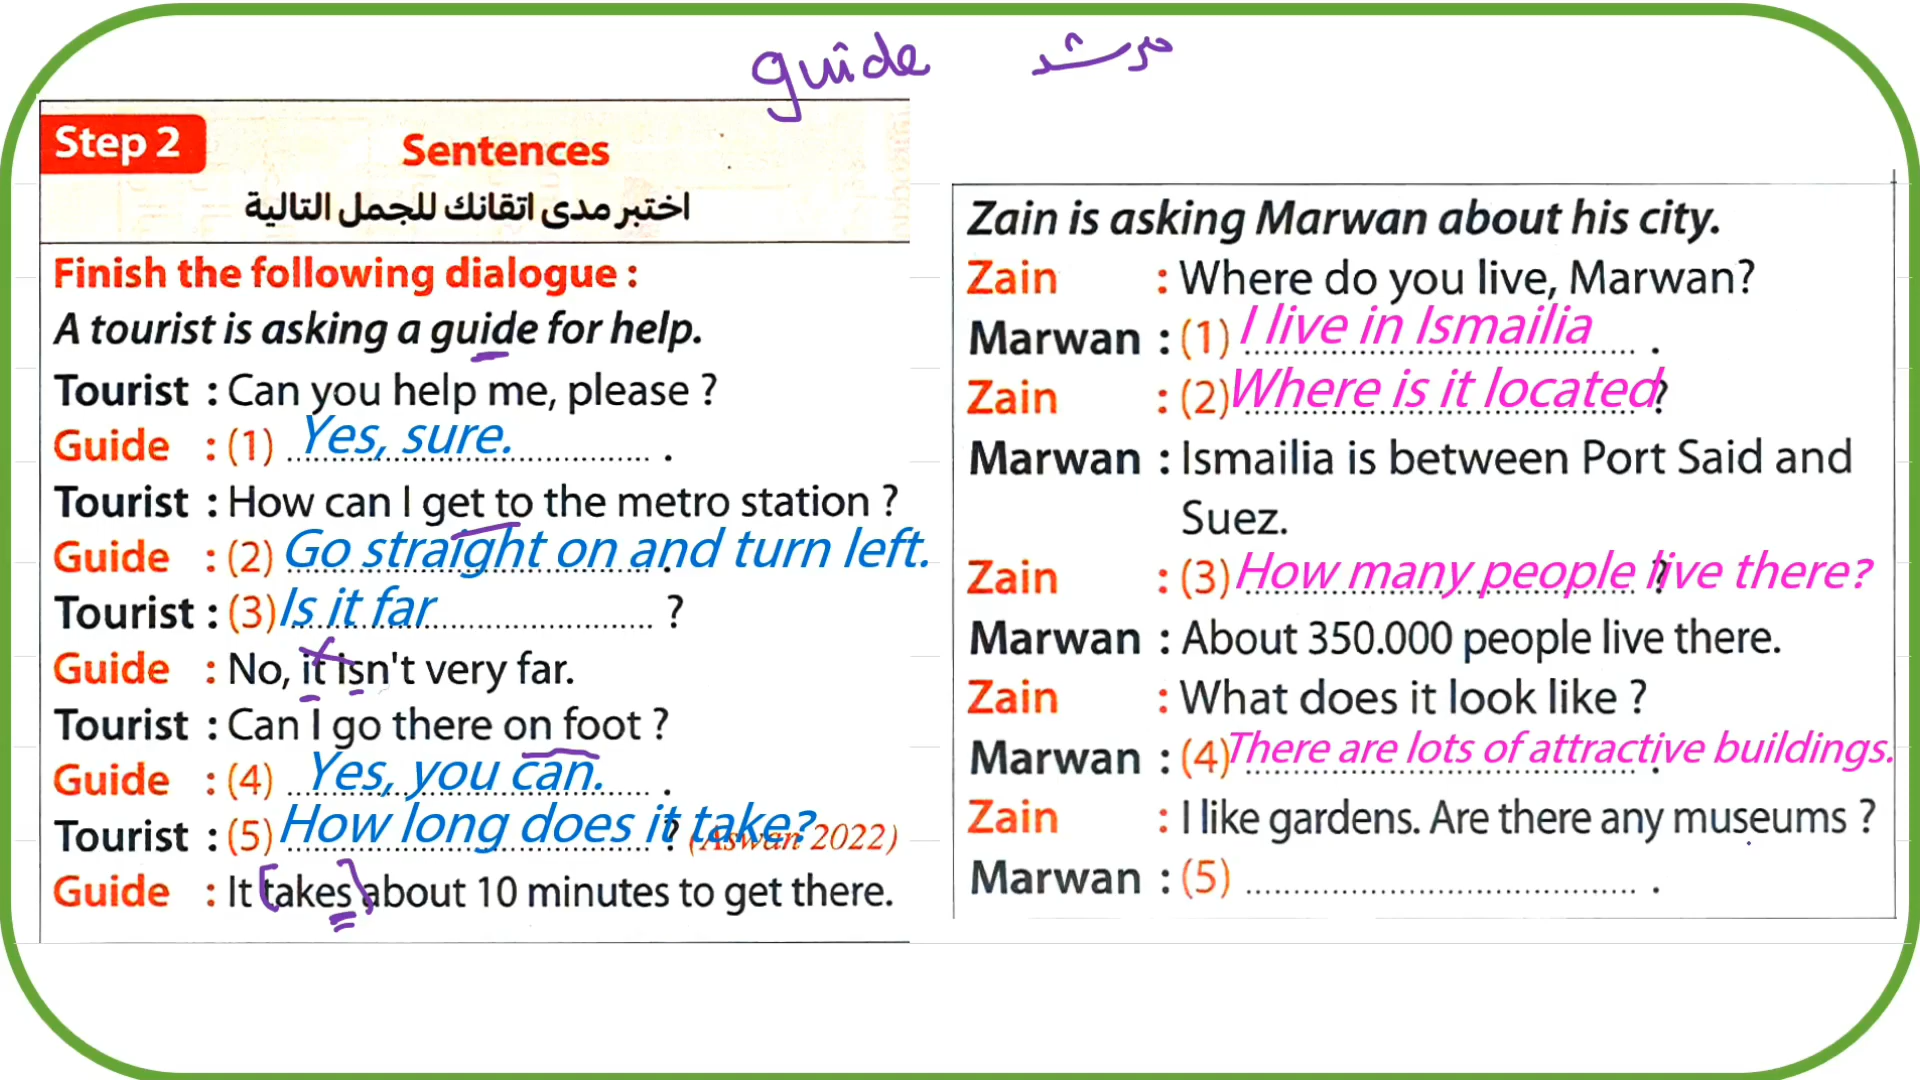 guide مرشد
Step 2
Sentences
اختبر مدى اتقانك للجمل التالية
Finish the following dialogue :
A tourist is asking a guide for help.
Tourist : Can you help me, please ?
Guide : (1) Yes, sure. .
Tourist : How can I get to the metro station ?
Guide : (2) Go straight on and turn left. .
Tourist : (3) Is it far ?
Guide : No, it isn't very far.
Tourist : Can I go there on foot ?
Guide : (4) Yes, you can. .
Tourist : (5) How long does it take? ? (Aswan 2022)
Guide : It takes about 10 minutes to get there.
Zain is asking Marwan about his city.
Zain : Where do you live, Marwan?
Marwan : (1) I live in Ismailia .
Zain : (2) Where is it located ?
Marwan : Ismailia is between Port Said and
Suez.
Zain : (3) How many people live there? ?
Marwan : About 350.000 people live there.
Zain : What does it look like ?
Marwan : (4) There are lots of attractive buildings. .
Zain : I like gardens. Are there any museums ?
Marwan : (5) .